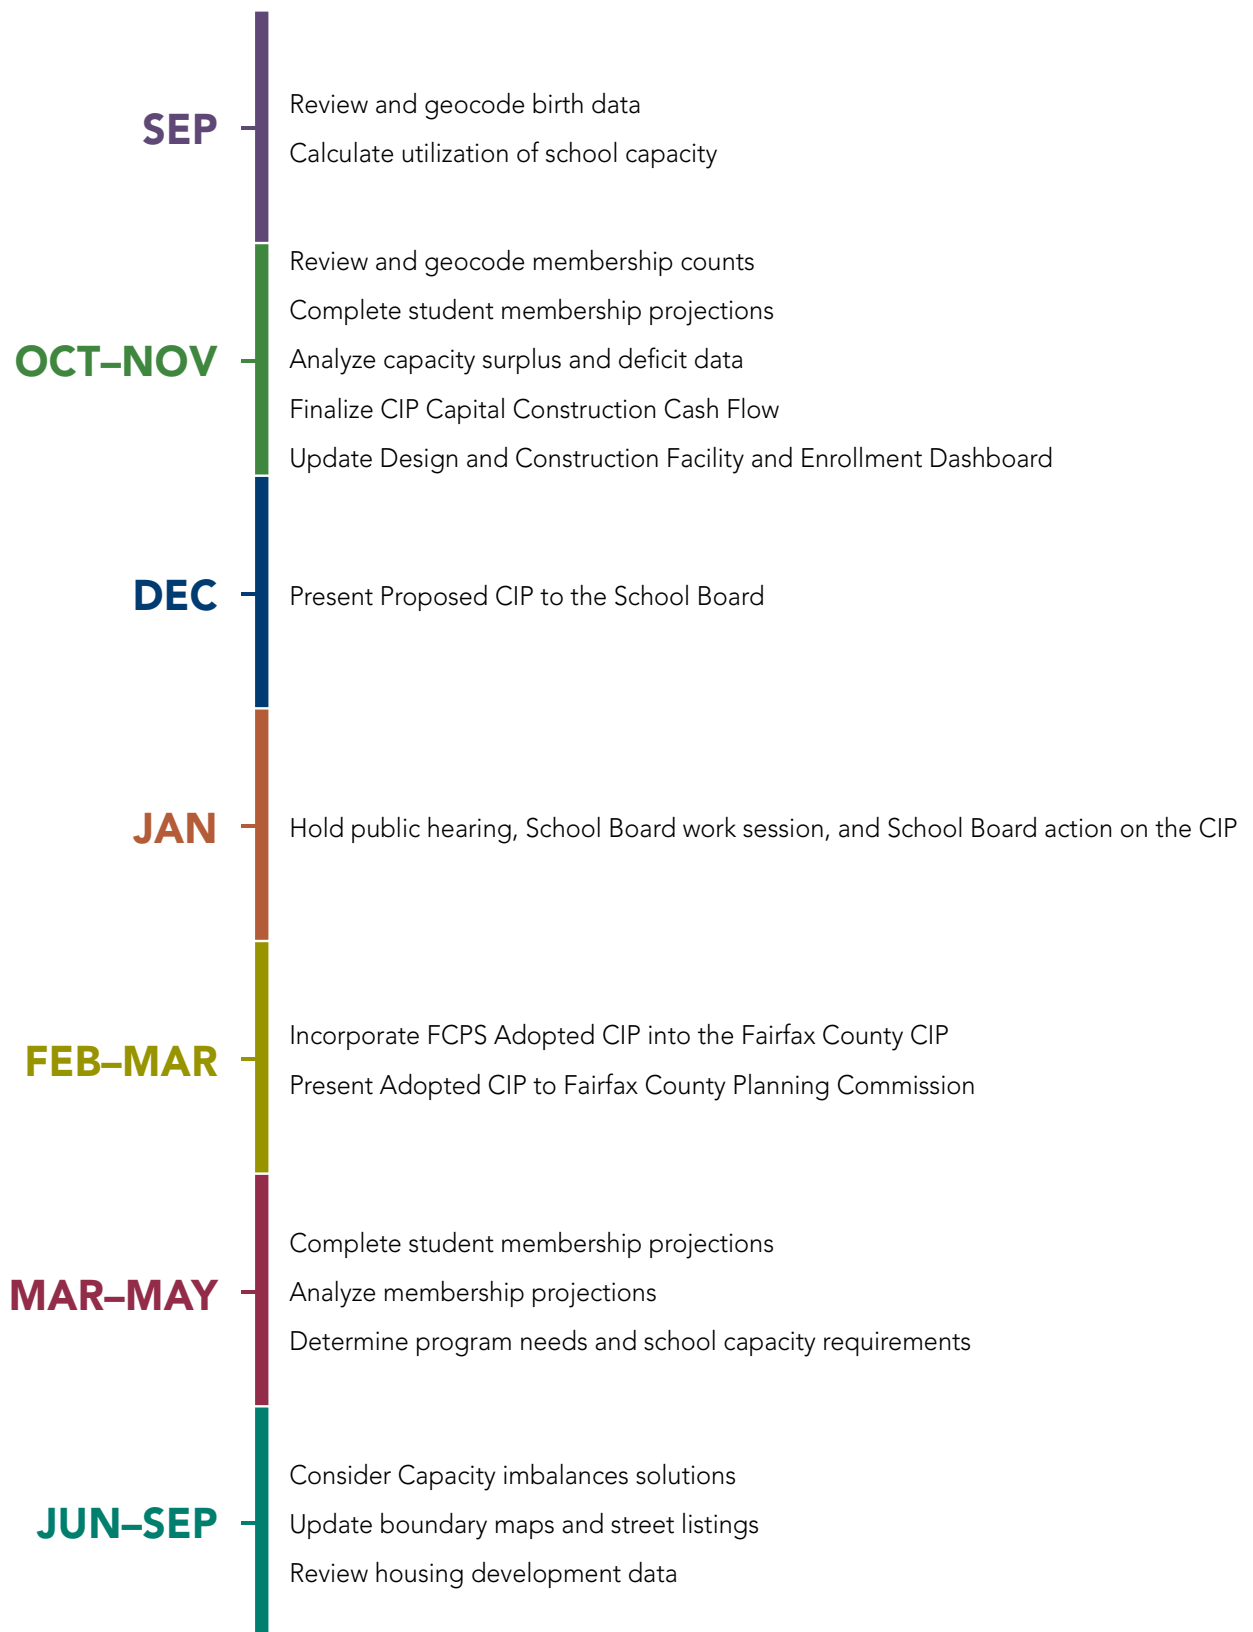 SEP
Review and geocode birth data
Calculate utilization of school capacity
OCT–NOV
Review and geocode membership counts
Complete student membership projections
Analyze capacity surplus and deficit data
Finalize CIP Capital Construction Cash Flow
Update Design and Construction Facility and Enrollment Dashboard
DEC
Present Proposed CIP to the School Board
JAN
Hold public hearing, School Board work session, and School Board action on the CIP
FEB–MAR
Incorporate FCPS Adopted CIP into the Fairfax County CIP
Present Adopted CIP to Fairfax County Planning Commission
MAR–MAY
Complete student membership projections
Analyze membership projections
Determine program needs and school capacity requirements
JUN–SEP
Consider Capacity imbalances solutions
Update boundary maps and street listings
Review housing development data